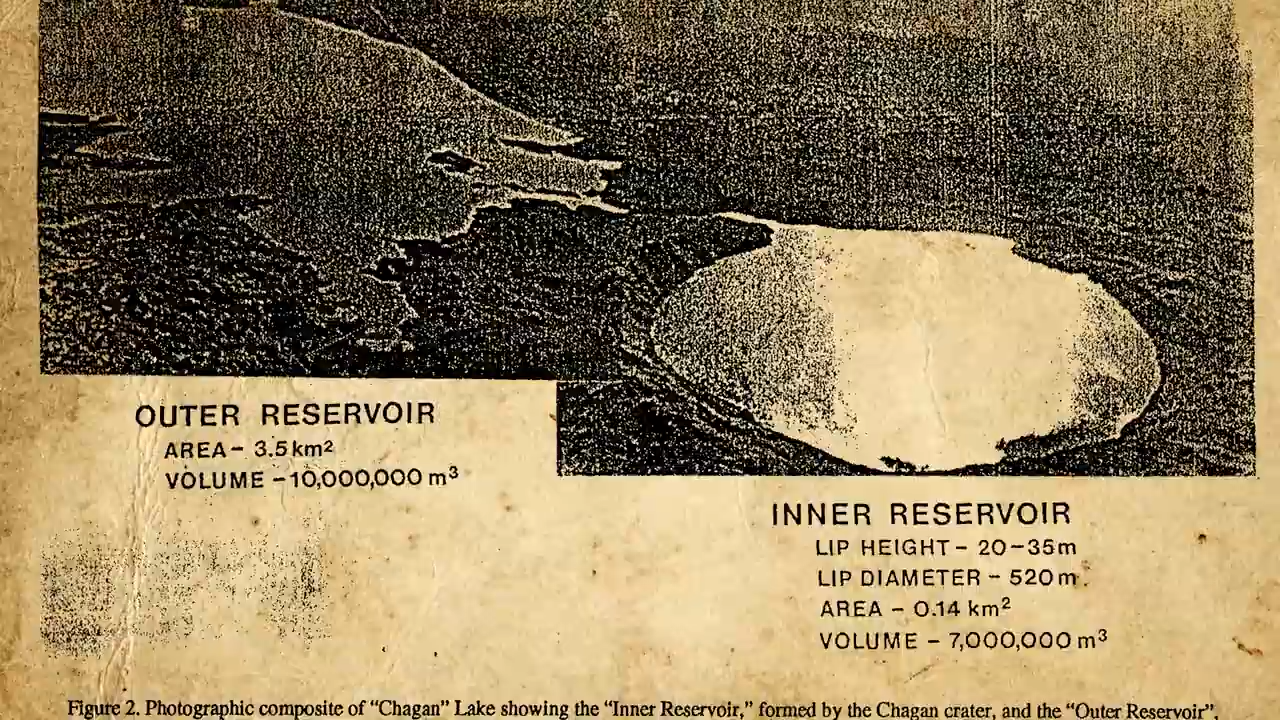 OUTER RESERVOIR
AREA – 3.5 km²
VOLUME – 10,000,000 m³
INNER RESERVOIR
LIP HEIGHT – 20–35m
LIP DIAMETER – 520m.
AREA – 0.14 km²
VOLUME – 7,000,000 m³
Figure 2. Photographic composite of “Chagan” Lake showing the “Inner Reservoir,” formed by the Chagan crater, and the “Outer Reservoir”.